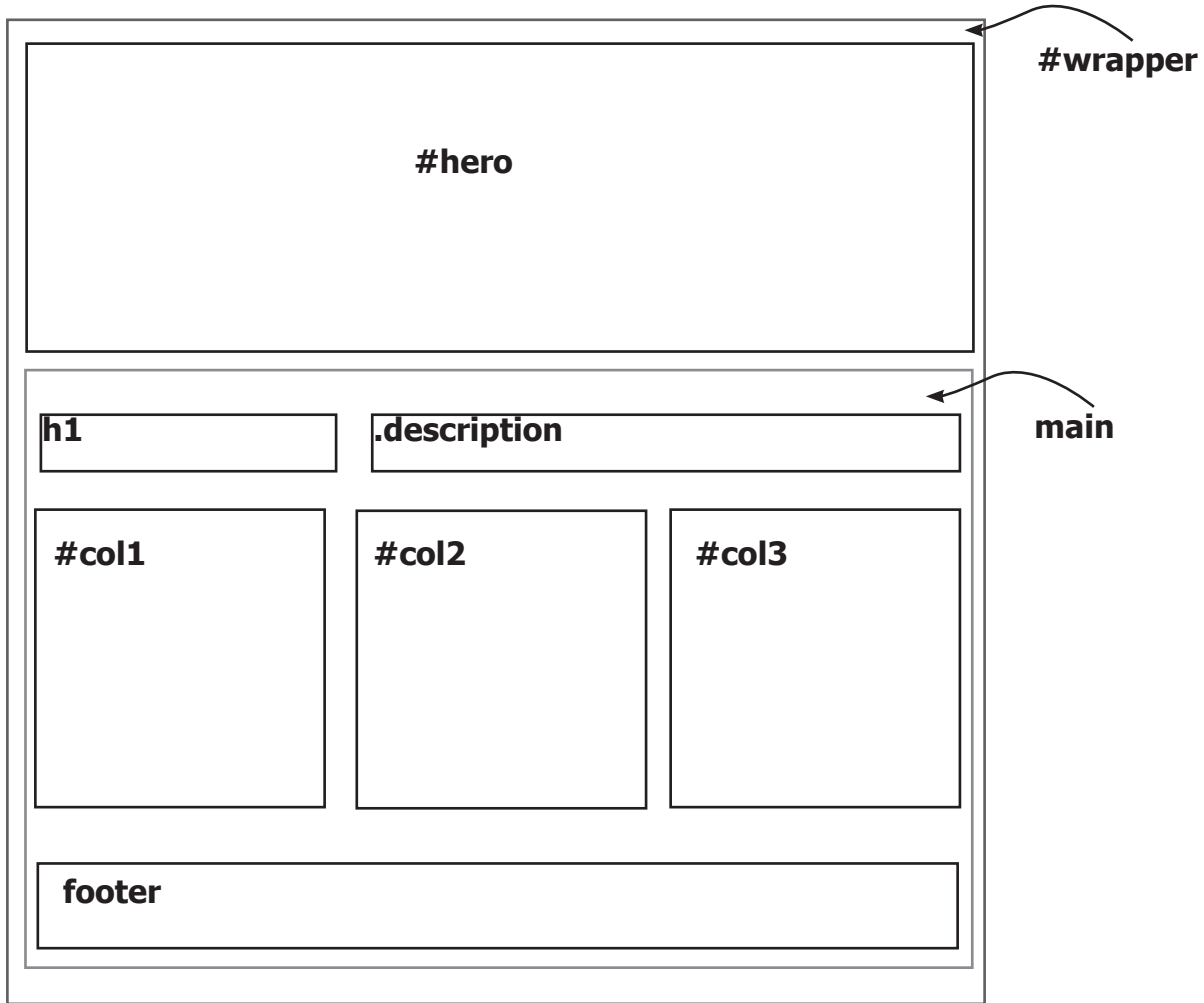 #wrapper
#hero
h1
.description
main
#col1
#col2
#col3
footer